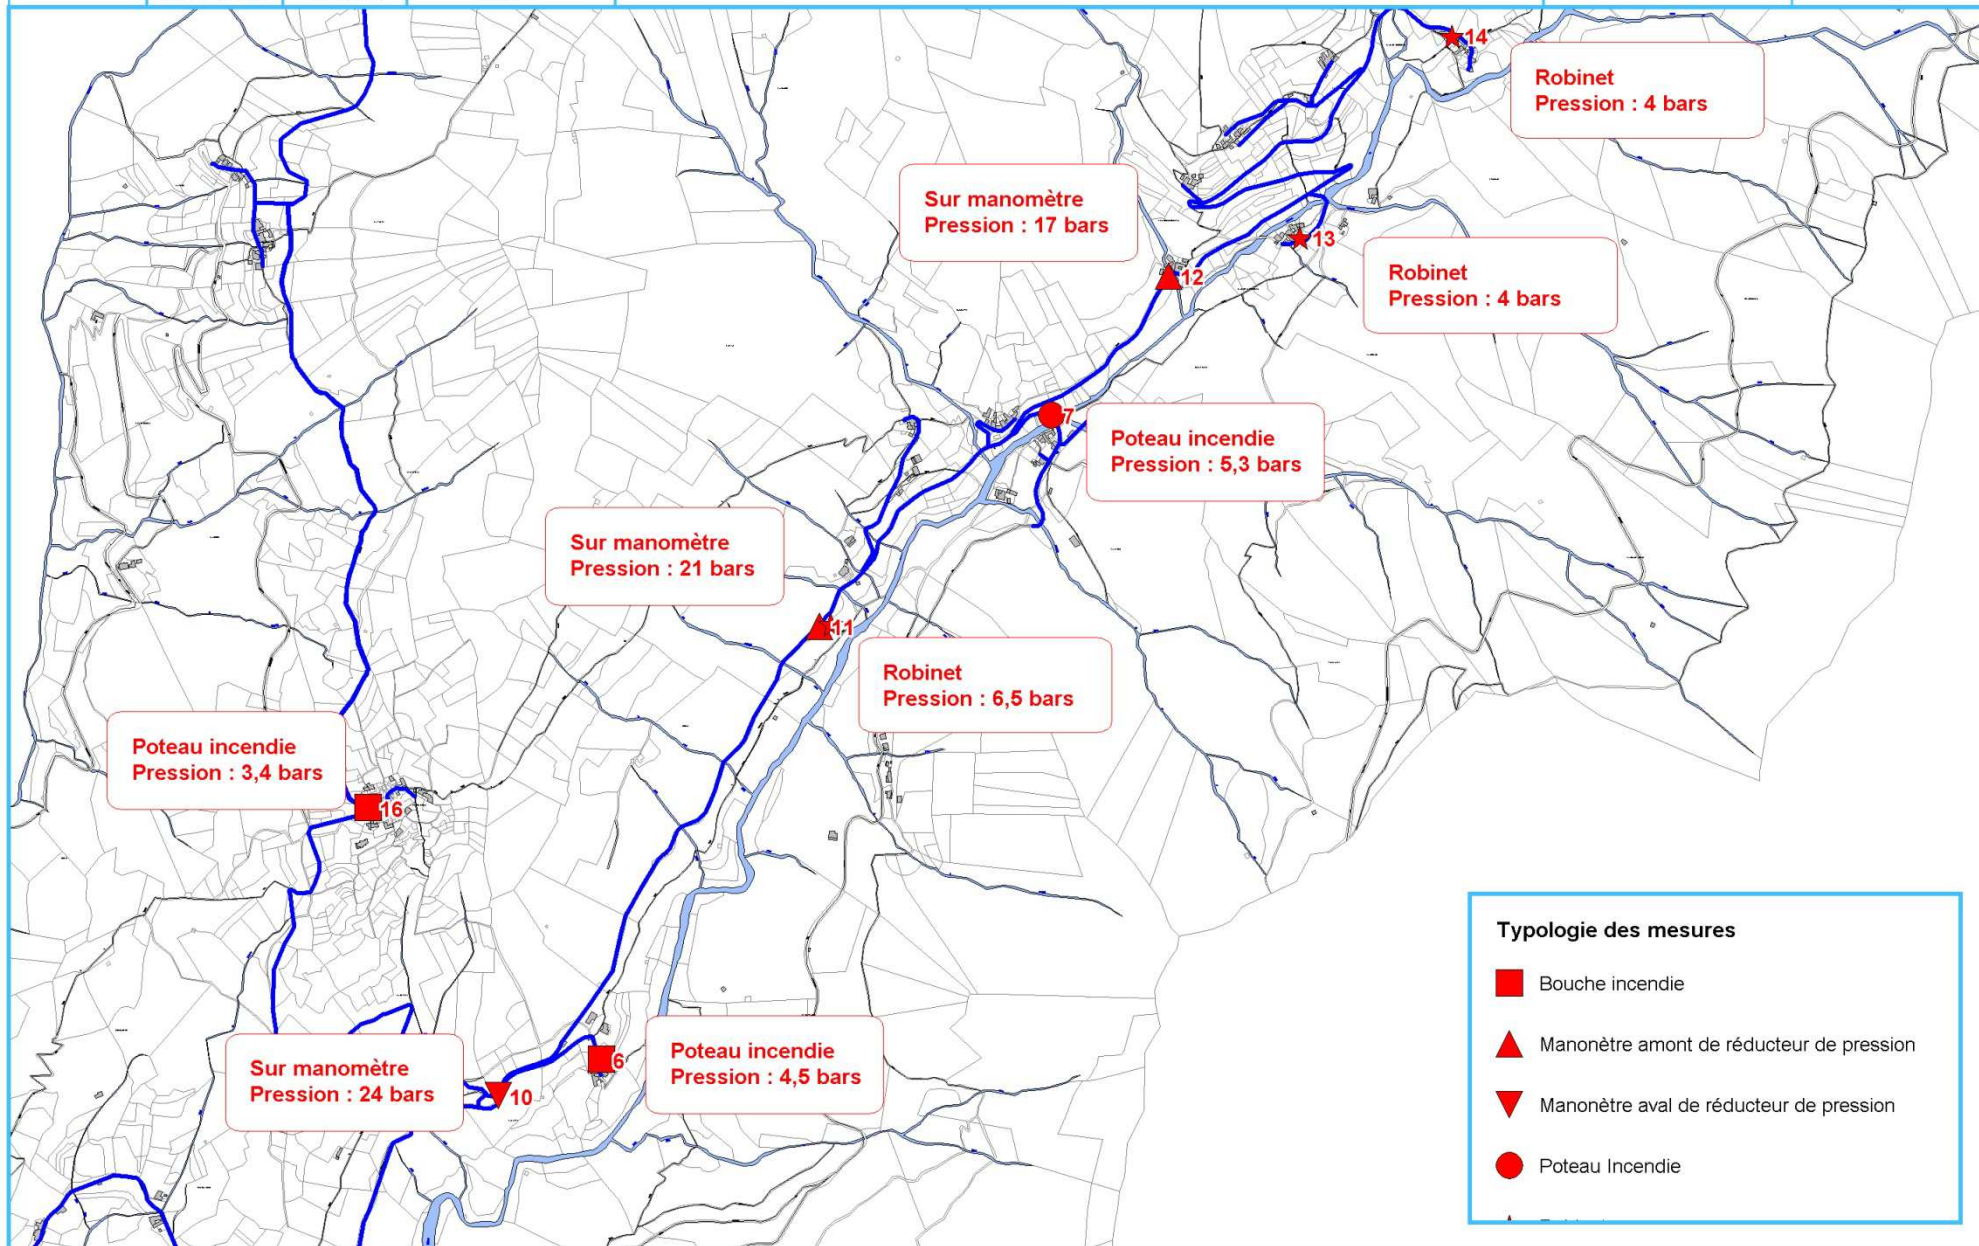 14
Robinet
Pression : 4 bars
Sur manomètre
Pression : 17 bars
13
Robinet
Pression : 4 bars
12
7
Poteau incendie
Pression : 5,3 bars
Sur manomètre
Pression : 21 bars
11
Robinet
Pression : 6,5 bars
Poteau incendie
Pression : 3,4 bars
16
Sur manomètre
Pression : 24 bars
10
6
Poteau incendie
Pression : 4,5 bars
Typologie des mesures
Bouche incendie
Manonètre amont de réducteur de pression
Manonètre aval de réducteur de pression
Poteau Incendie